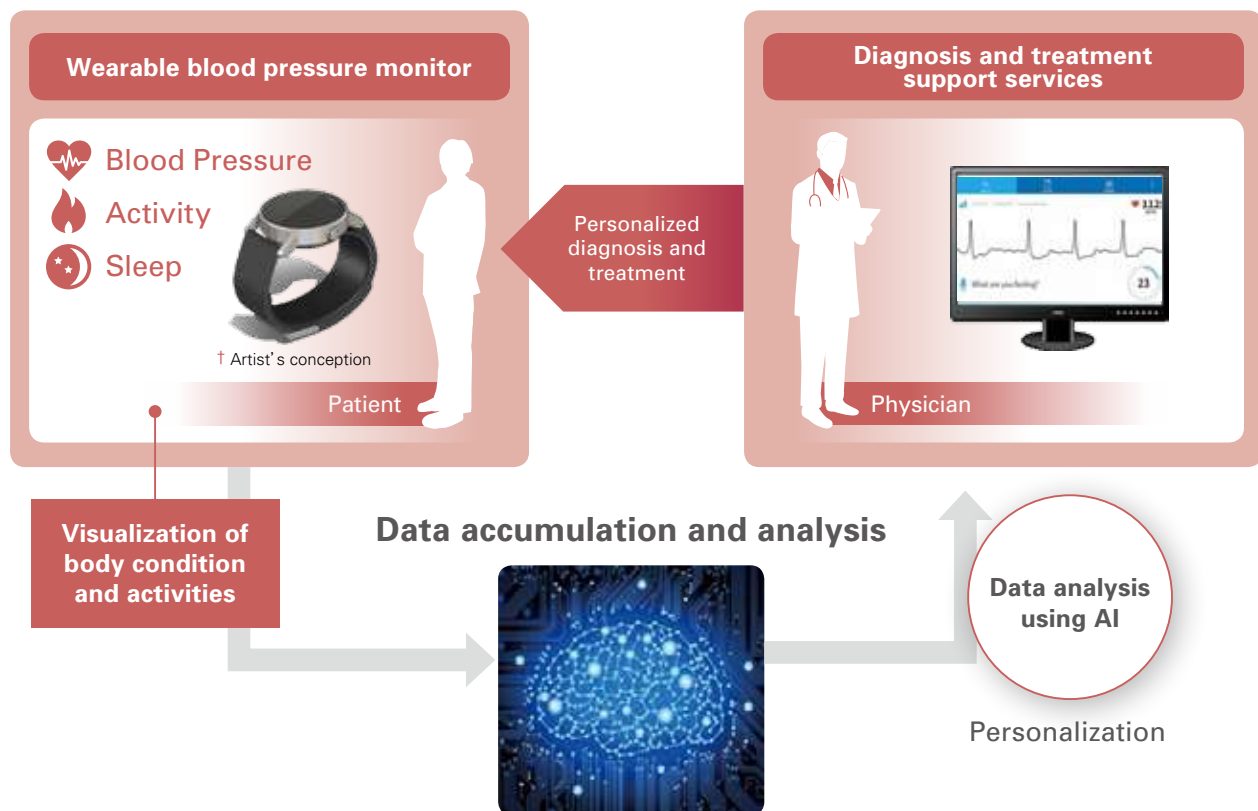 Wearable blood pressure monitor
Blood Pressure
Activity
Sleep
† Artist's conception
Patient
Personalized
diagnosis and
treatment
Diagnosis and treatment
support services
112
What are you feeling?
23
Physician
Visualization of
body condition
and activities
Data accumulation and analysis
Data analysis
using AI
Personalization